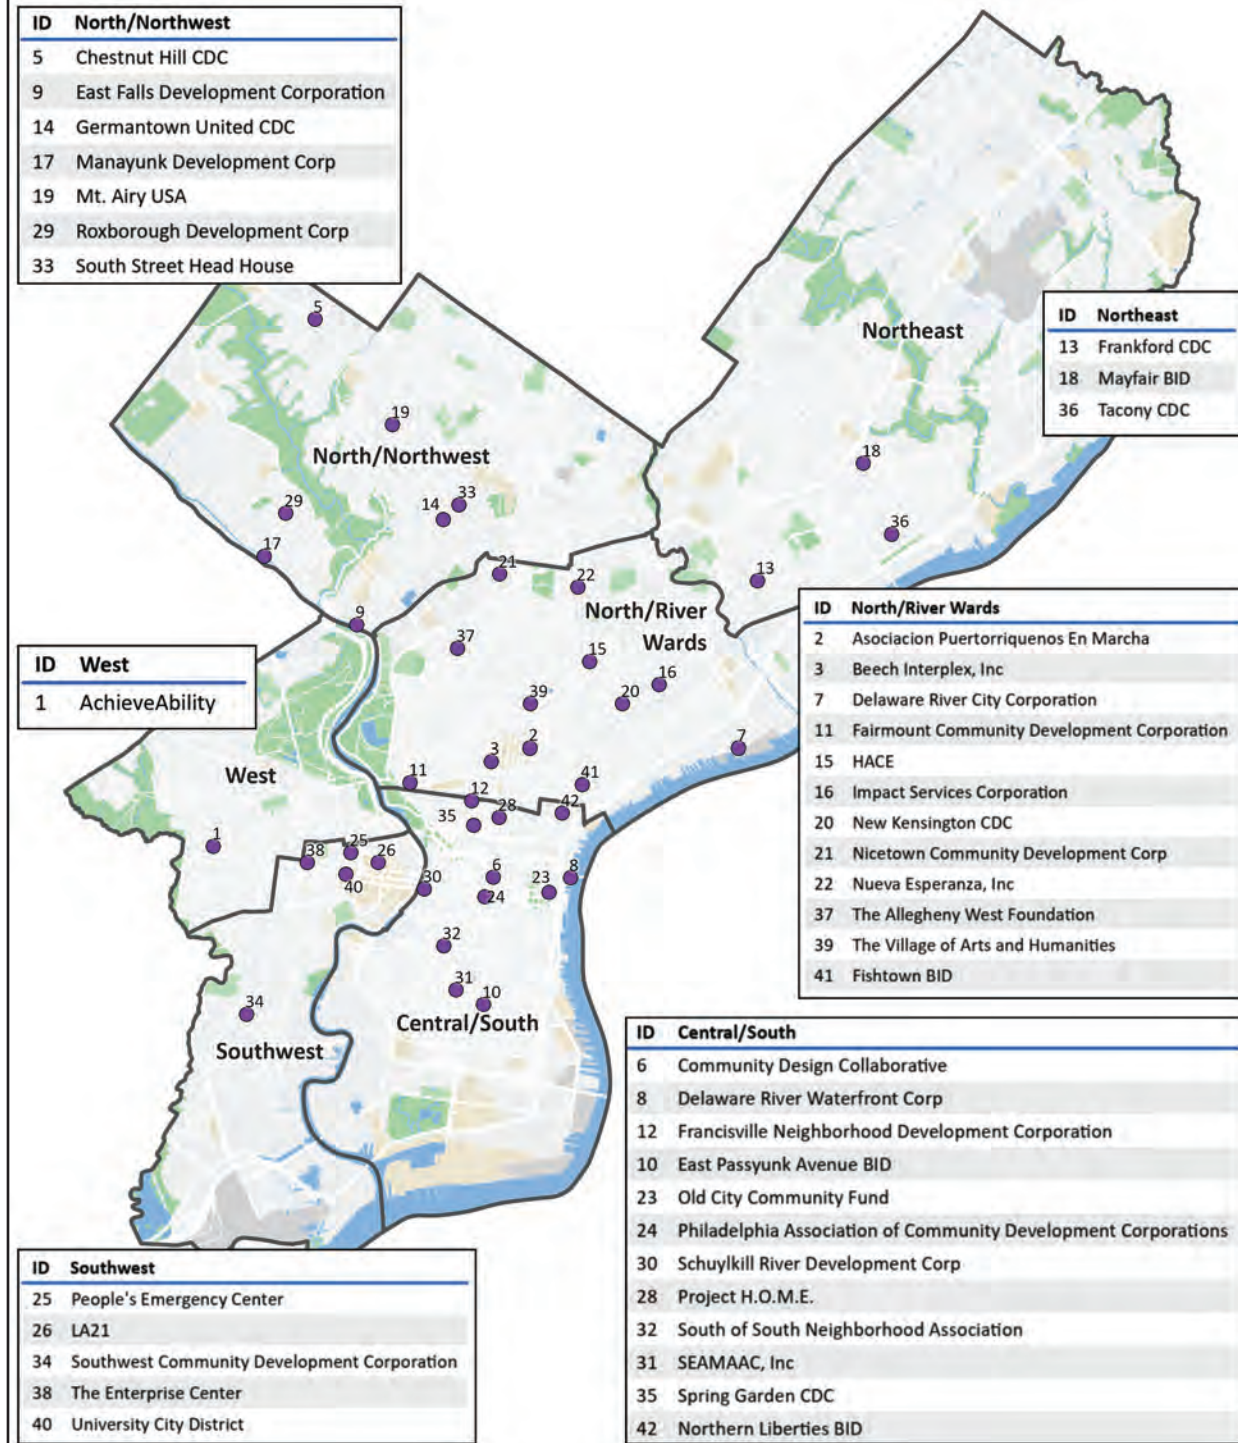 ID North/Northwest
5 Chestnut Hill CDC
9 East Falls Development Corporation
14 Germantown United CDC
17 Manayunk Development Corp
19 Mt. Airy USA
29 Roxborough Development Corp
33 South Street Head House
5
Northeast
ID Northeast
13 Frankford CDC
18 Mayfair BID
36 Tacony CDC
19
North/Northwest
18
33
14
29
36
17
21
22
13
North/River
Wards
9
37
15
16
39
20
2
7
3
11
41
12
28
42
35
ID West
1 AchieveAbility
West
1
38
25
26
40
30
6
24
23
8
32
31
10
Central/South
34
Southwest
ID North/River Wards
2 Asociacion Puertorriquenos En Marcha
3 Beech Interplex, Inc
7 Delaware River City Corporation
11 Fairmount Community Development Corporation
15 HACE
16 Impact Services Corporation
20 New Kensington CDC
21 Nicetown Community Development Corp
22 Nueva Esperanza, Inc
37 The Allegheny West Foundation
39 The Village of Arts and Humanities
41 Fishtown BID
ID Central/South
6 Community Design Collaborative
8 Delaware River Waterfront Corp
12 Francisville Neighborhood Development Corporation
10 East Passyunk Avenue BID
23 Old City Community Fund
24 Philadelphia Association of Community Development Corporations
30 Schuylkill River Development Corp
28 Project H.O.M.E.
32 South of South Neighborhood Association
31 SEAMAAC, Inc
35 Spring Garden CDC
42 Northern Liberties BID
ID Southwest
25 People's Emergency Center
26 LA21
34 Southwest Community Development Corporation
38 The Enterprise Center
40 University City District